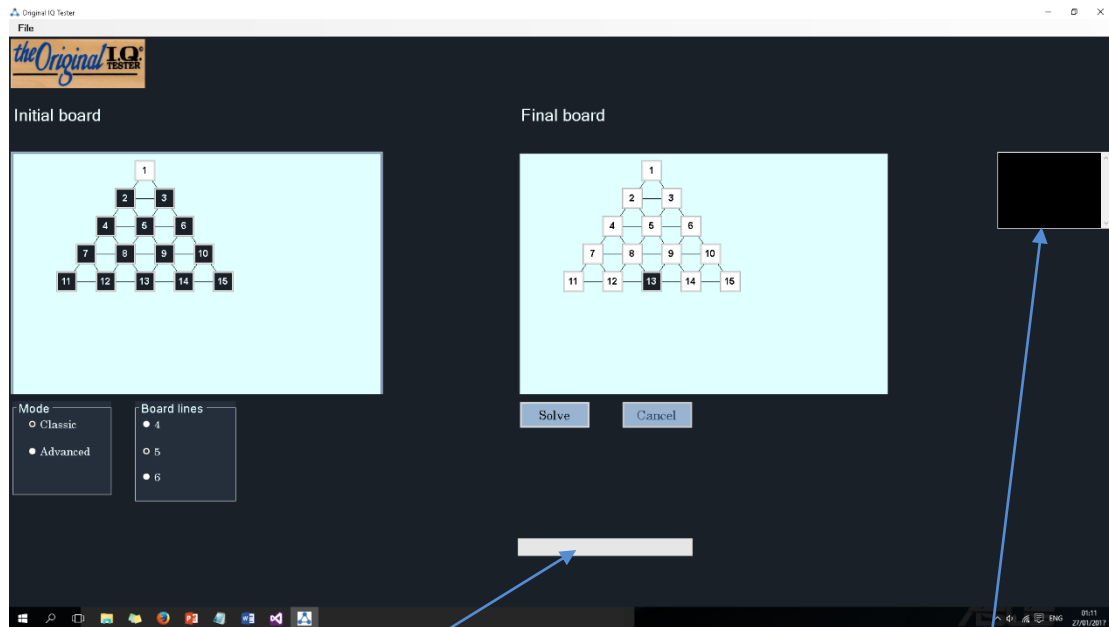 Original IQ Tester
File
the Original I.Q.
TESTER
Initial board
Final board
1
2 3
4 5 6
7 8 9 10
11 12 13 14 15
1
2 3
4 5 6
7 8 9 10
11 12 13 14 15
Mode
Classic
Advanced
Board lines
4
5
6
Solve
Cancel
ENG
01:11
27/01/2017